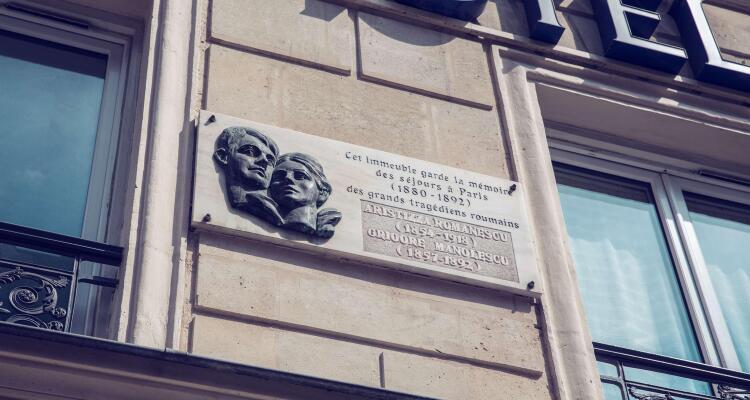 TEL
Cet immeuble garde la mémoire
des séjours à Paris
(1880-1892)
des grands tragédiens roumains
ARISTIZZA ROMANESCU
(1854-1918)
GRIGORE MANOLESCU
(1857-1892)